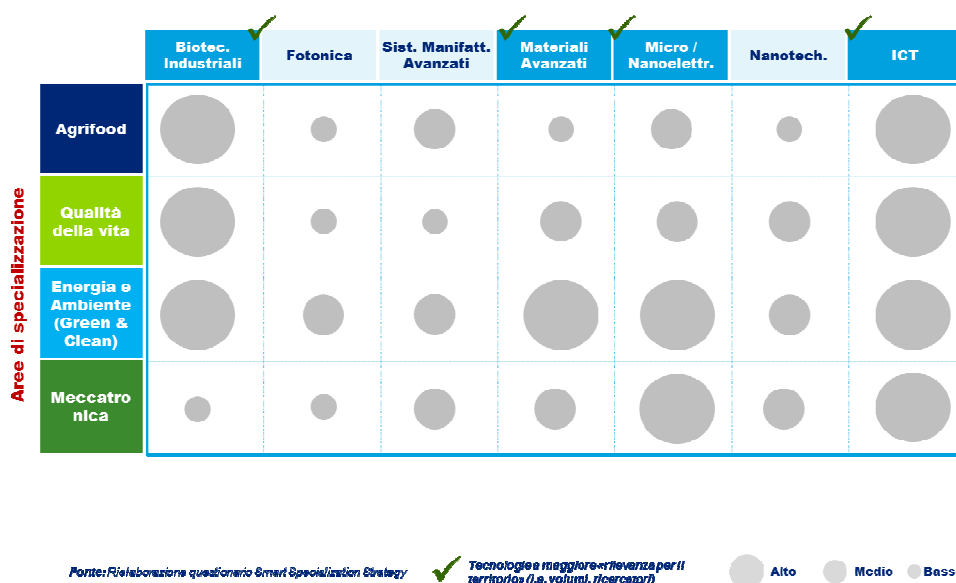 Biotec.
Industriali
Fotonica
Sist. Manifatt.
Avanzati
Materiali
Avanzati
Micro /
Nanoelettr.
Nanotech.
ICT
Aree di specializzazione
Agrifood
Qualità
della vita
Energia e
Ambiente
(Green &
Clean)
Meccatro
nica
Fonte: Rielaborazione questionario Smart Specialization Strategy
Tecnologie a maggiore «rilevanza per il
territorio» (i.e. volumi, ricercatori)
Alto
Medio
Bass